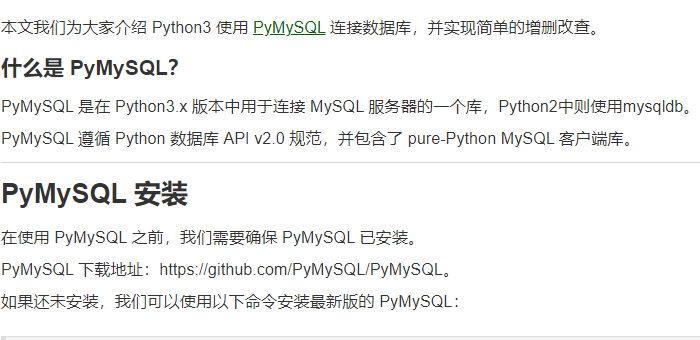 本文我们为大家介绍 Python3 使用 PyMySQL 连接数据库，并实现简单的增删改查。
什么是 PyMySQL？
PyMySQL 是在 Python3.x 版本中用于连接 MySQL 服务器的一个库，Python2中则使用mysqldb。
PyMySQL 遵循 Python 数据库 API v2.0 规范，并包含了 pure-Python MySQL 客户端库。
PyMySQL 安装
在使用 PyMySQL 之前，我们需要确保 PyMySQL 已安装。
PyMySQL 下载地址：https://github.com/PyMySQL/PyMySQL。
如果还未安装，我们可以使用以下命令安装最新版的 PyMySQL：